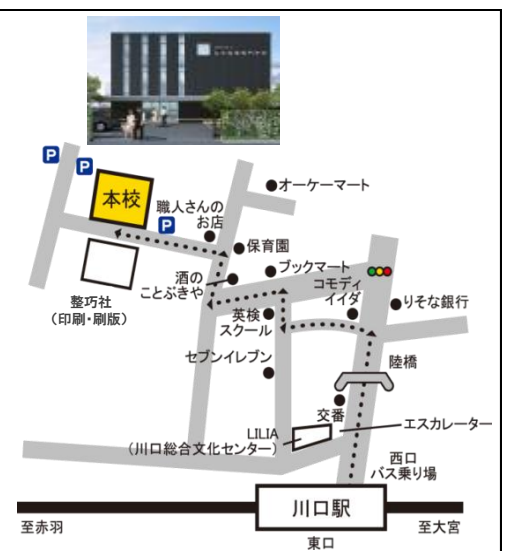 P
P
本校
P
職人さんの
お店
オーケーマート
保育園
整巧社
(印刷・刷版)
酒の
ことぶきや
ブックマート
コモディ
イイダ
りそな銀行
英検
スクール
セブンイレブン
陸橋
交番
エスカレーター
LILIA
(川口総合文化センター)
西口
バス乗り場
川口駅
至赤羽
東口
至大宮